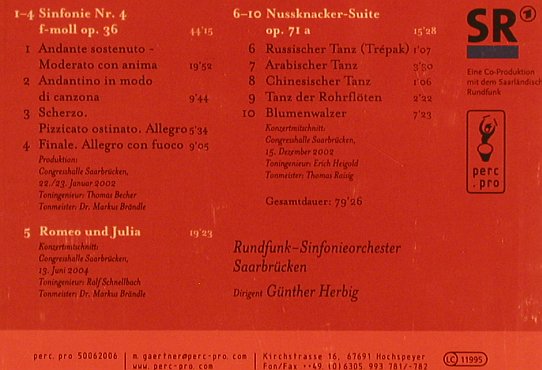 1–4 Sinfonie Nr. 4
f-moll op. 36 44'15
1 Andante sostenuto –
Moderato con anima 19'52
2 Andantino in modo
di canzona 9'44
3 Scherzo.
Pizzicato ostinato. Allegro 5'34
4 Finale. Allegro con fuoco 9'05
Produktion:
Congresshalle Saarbrücken,
22./23. Januar 2002
Toningenieur: Thomas Becher
Tonmeister: Dr. Markus Brändle
5 Romeo und Julia 19'23
Konzertmitschnitt:
Congresshalle Saarbrücken,
13. Juni 2004
Toningenieur: Ralf Schnellbach
Tonmeister: Dr. Markus Brändle
6–10 Nussknacker-Suite
op. 71 a 15'28
6 Russischer Tanz (Trépak) 1'07
7 Arabischer Tanz 3'30
8 Chinesischer Tanz 1'06
9 Tanz der Rohrflöten 2'22
10 Blumenwalzer 7'23
Konzertmitschnitt:
Congresshalle Saarbrücken,
15. Dezember 2002
Toningenieur: Erich Heigold
Tonmeister: Thomas Raisig
Gesamtdauer: 79'26
Rundfunk–Sinfonieorchester
Saarbrücken
Dirigent Günther Herbig
SR
Eine Co-Produktion
mit dem Saarländischen
Rundfunk
perc.
.pro
perc.pro 50062006
m.gaertner@perc-pro.com
www.perc-pro.com
Kirchstrasse 16, 67691 Hochspeyer
Fon/Fax ++49 (0)6305 993 781/-782
LC 11995